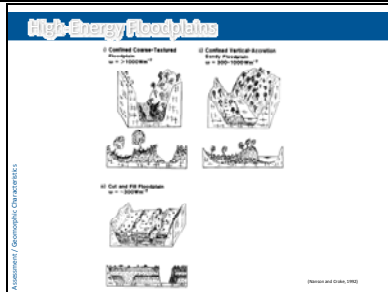 High-Energy Floodplains
i) Confined Coarse-Textured
Floodplain
ω = >1000Wm⁻²
ii) Confined Vertical-Accretion
Sandy Floodplain
ω = 300-1000Wm⁻²
iii) Cut and Fill Floodplain
ω = ~300Wm⁻²
Assessment / Geomorphic Characteristics
(Nanson and Croke, 1992)